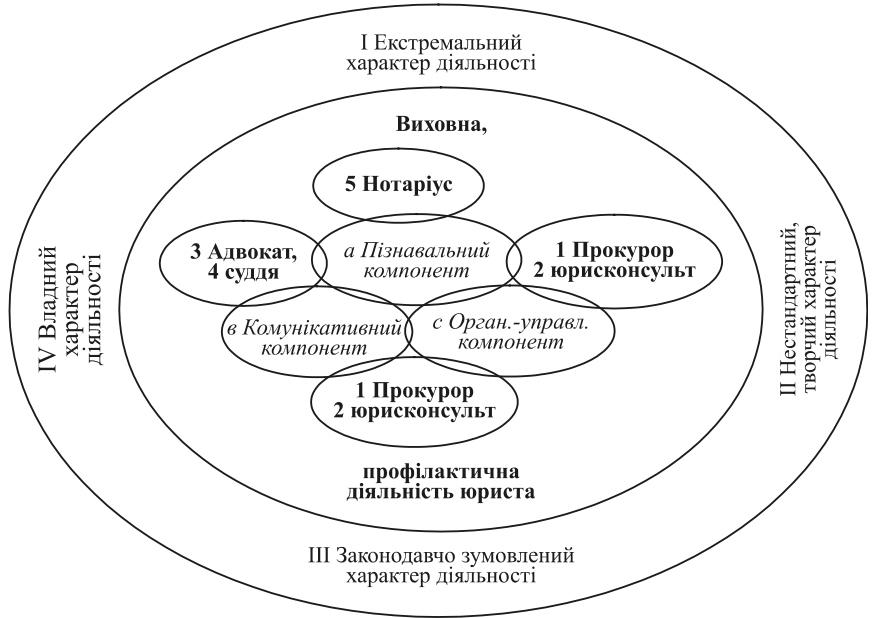 I Екстремальний
характер діяльності
Виховна,
5 Нотаріус
3 Адвокат,
4 суддя
а Пізнавальний
компонент
1 Прокурор
2 юрисконсульт
в Комунікативний
компонент
с Орган.-управл.
компонент
1 Прокурор
2 юрисконсульт
профілактична
діяльність юриста
IV Владний
характер
діяльності
II Нестандартний,
творчий характер
діяльності
III Законодавчо зумовлений
характер діяльності